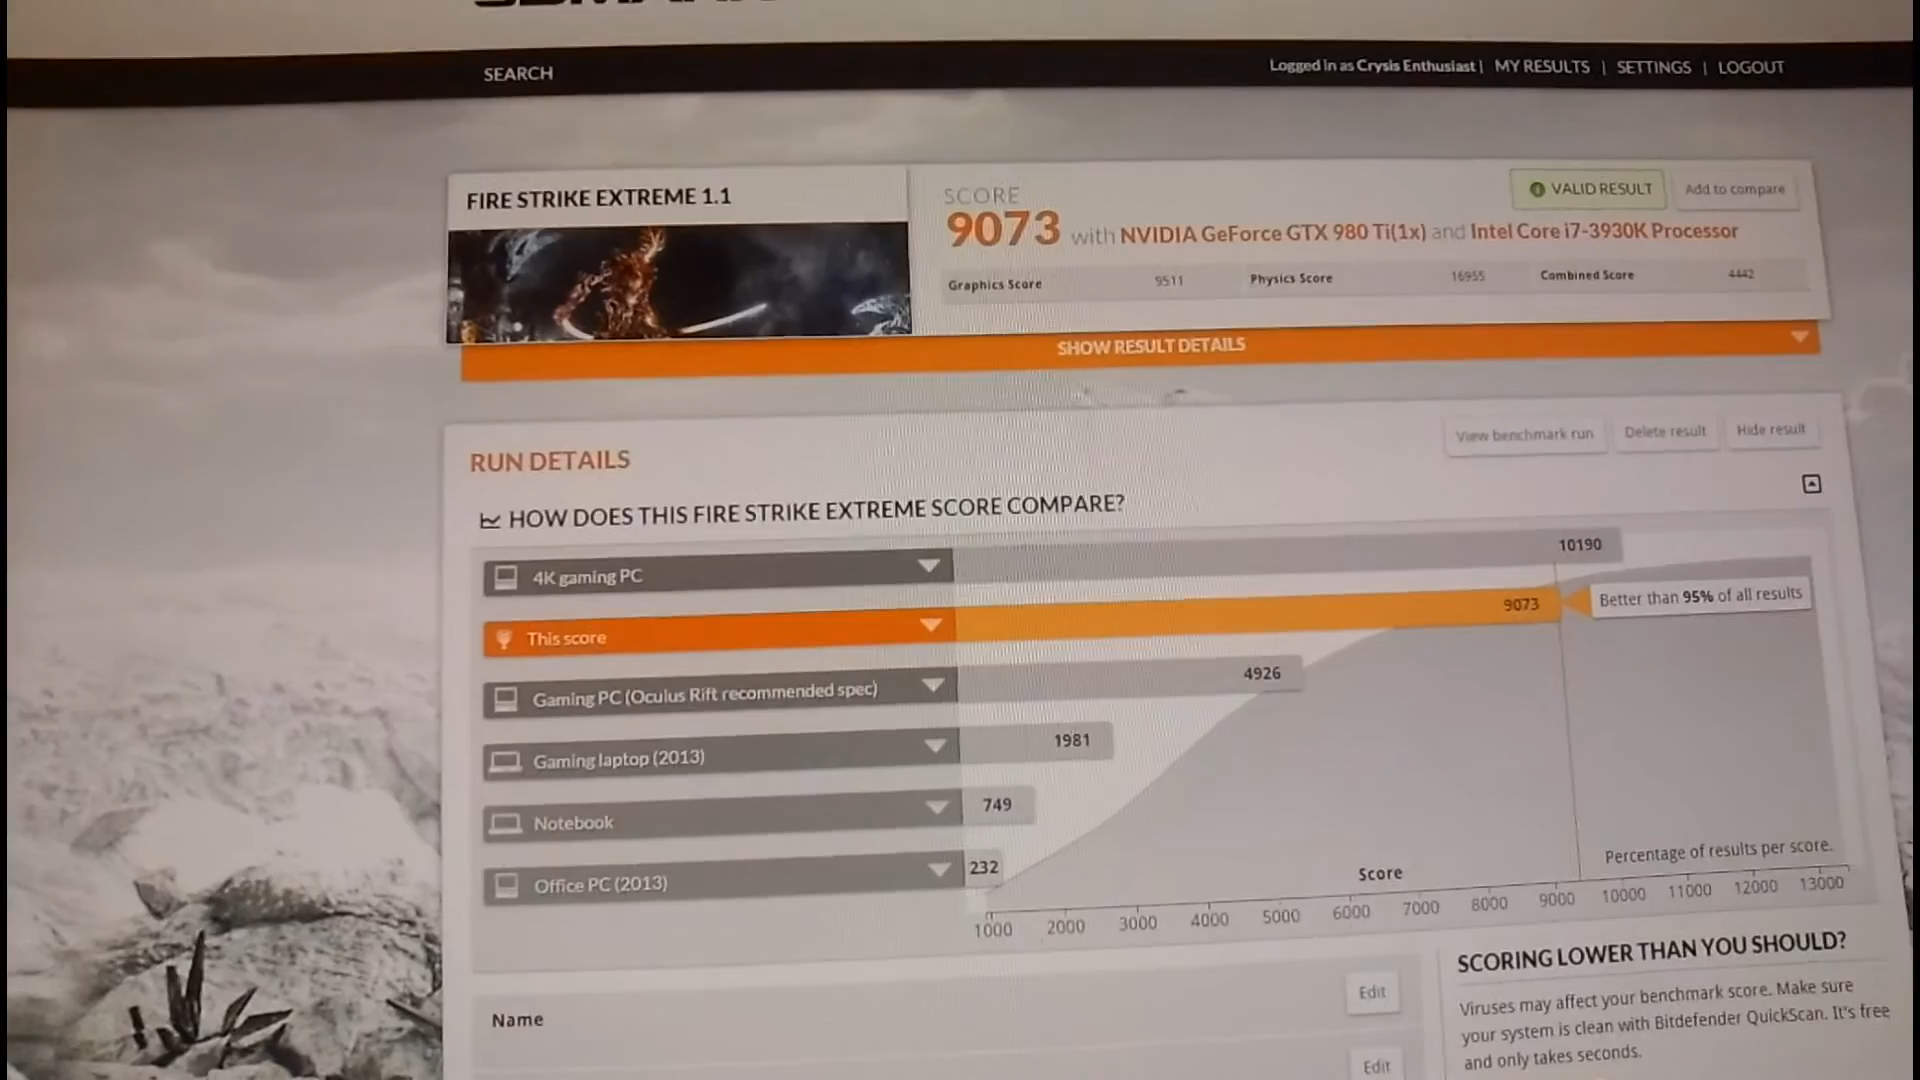 SEARCH
Logged in as Crysis Enthusiast | MY RESULTS | SETTINGS | LOGOUT
FIRE STRIKE EXTREME 1.1
SCORE
VALID RESULT
Add to compare
9073 with NVIDIA GeForce GTX 980 Ti(1x) and Intel Core i7-3930K Processor
Graphics Score 9511 Physics Score 16955 Combined Score 4442
SHOW RESULT DETAILS
RUN DETAILS
View benchmark run
Delete result
Hide result
HOW DOES THIS FIRE STRIKE EXTREME SCORE COMPARE?
4K gaming PC 10190
This score 9073
Better than 95% of all results
Gaming PC (Oculus Rift recommended spec) 4926
Gaming laptop (2013) 1981
Notebook 749
Office PC (2013) 232
Percentage of results per score.
Score
1000 2000 3000 4000 5000 6000 7000 8000 9000 10000 11000 12000 13000
Name
Edit
Edit
SCORING LOWER THAN YOU SHOULD?
Viruses may affect your benchmark score. Make sure
your system is clean with Bitdefender QuickScan. It's free
and only takes seconds.